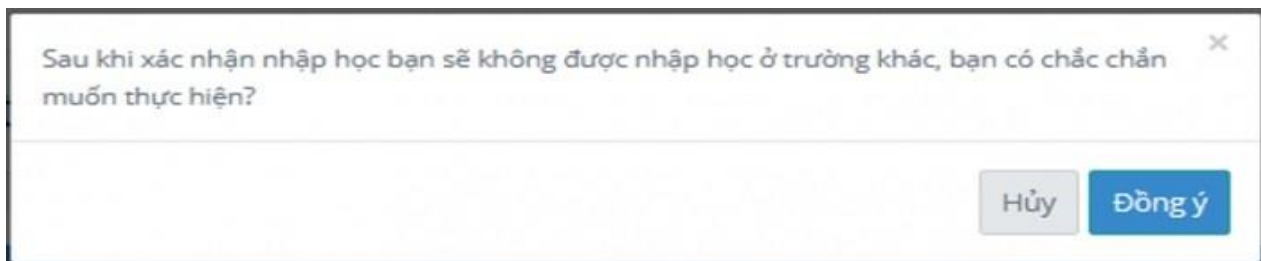 Sau khi xác nhận nhập học bạn sẽ không được nhập học ở trường khác, bạn có chắc chắn
muốn thực hiện?
Hủy
Đồng ý